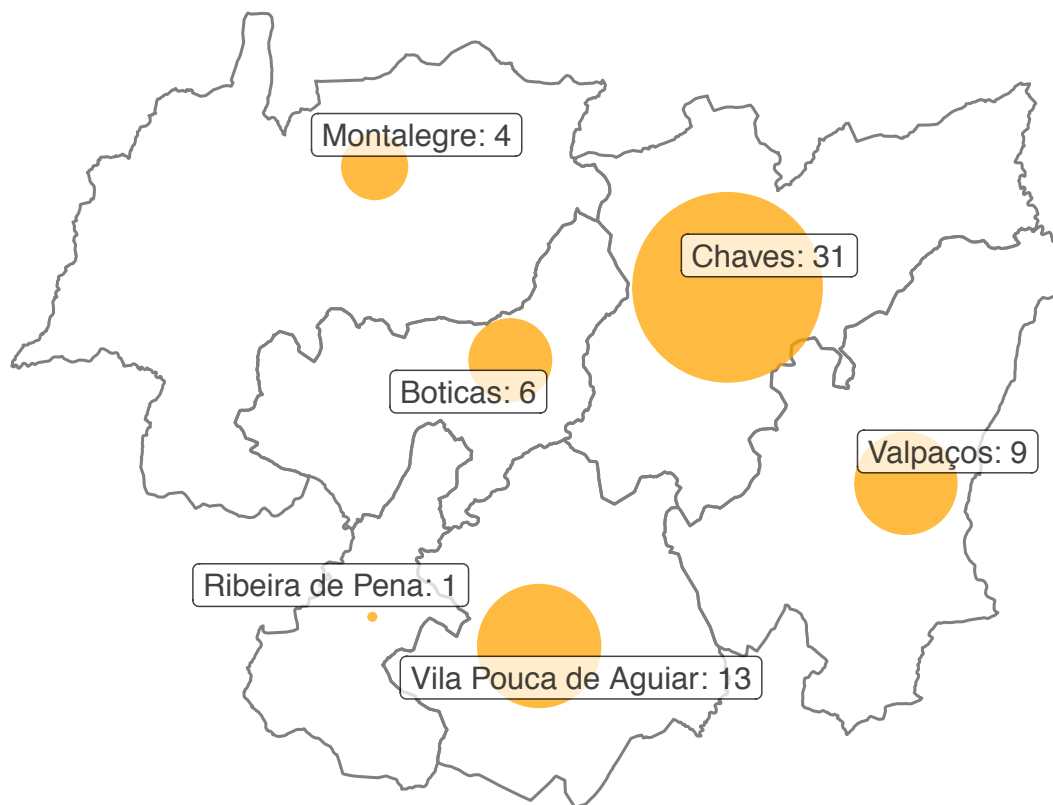 Montalegre: 4
Chaves: 31
Boticas: 6
Valpaços: 9
Ribeira de Pena: 1
Vila Pouca de Aguiar: 13